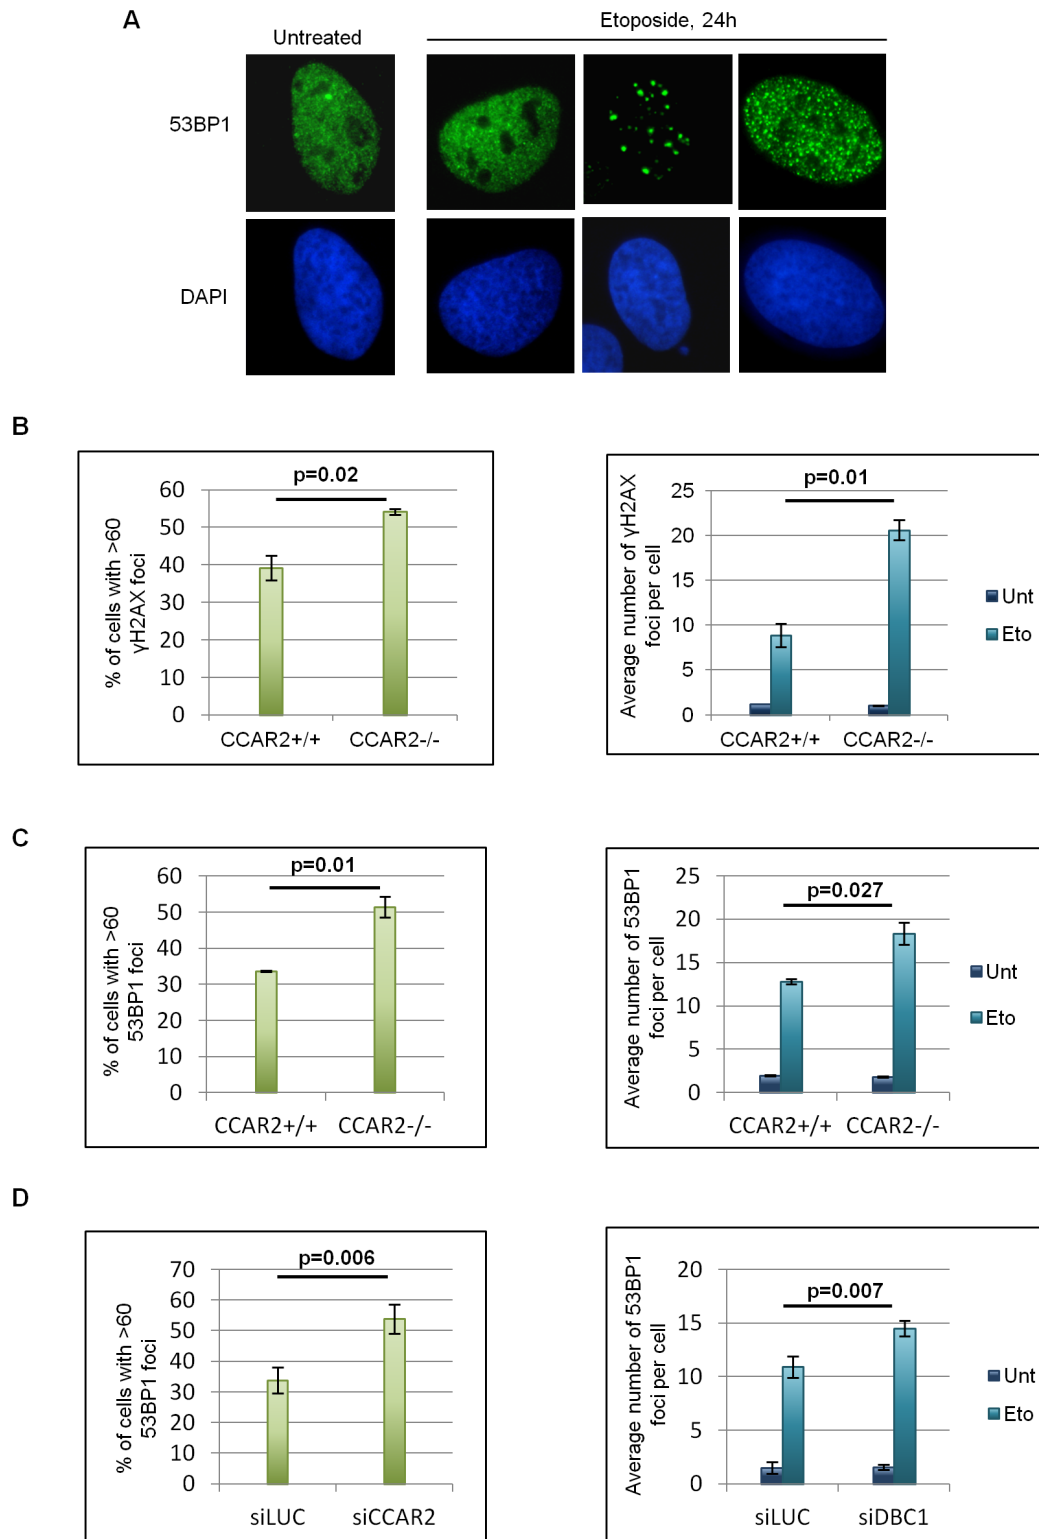 A
Untreated
Etoposide, 24h
53BP1
DAPI
B
p=0.02
60
50
40
30
20
10
0
% of cells with >60
γH2AX foci
CCAR2+/+
CCAR2-/-
p=0.01
25
20
15
10
5
0
Average number of γH2AX
foci per cell
CCAR2+/+
CCAR2-/-
Unt
Eto
C
p=0.01
60
50
40
30
20
10
0
% of cells with >60
53BP1 foci
CCAR2+/+
CCAR2-/-
p=0.027
25
20
15
10
5
0
Average number of 53BP1
foci per cell
CCAR2+/+
CCAR2-/-
Unt
Eto
D
p=0.006
70
60
50
40
30
20
10
0
% of cells with >60
53BP1 foci
siLUC
siCCAR2
p=0.007
20
15
10
5
0
Average number of 53BP1
foci per cell
siLUC
siDBC1
Unt
Eto